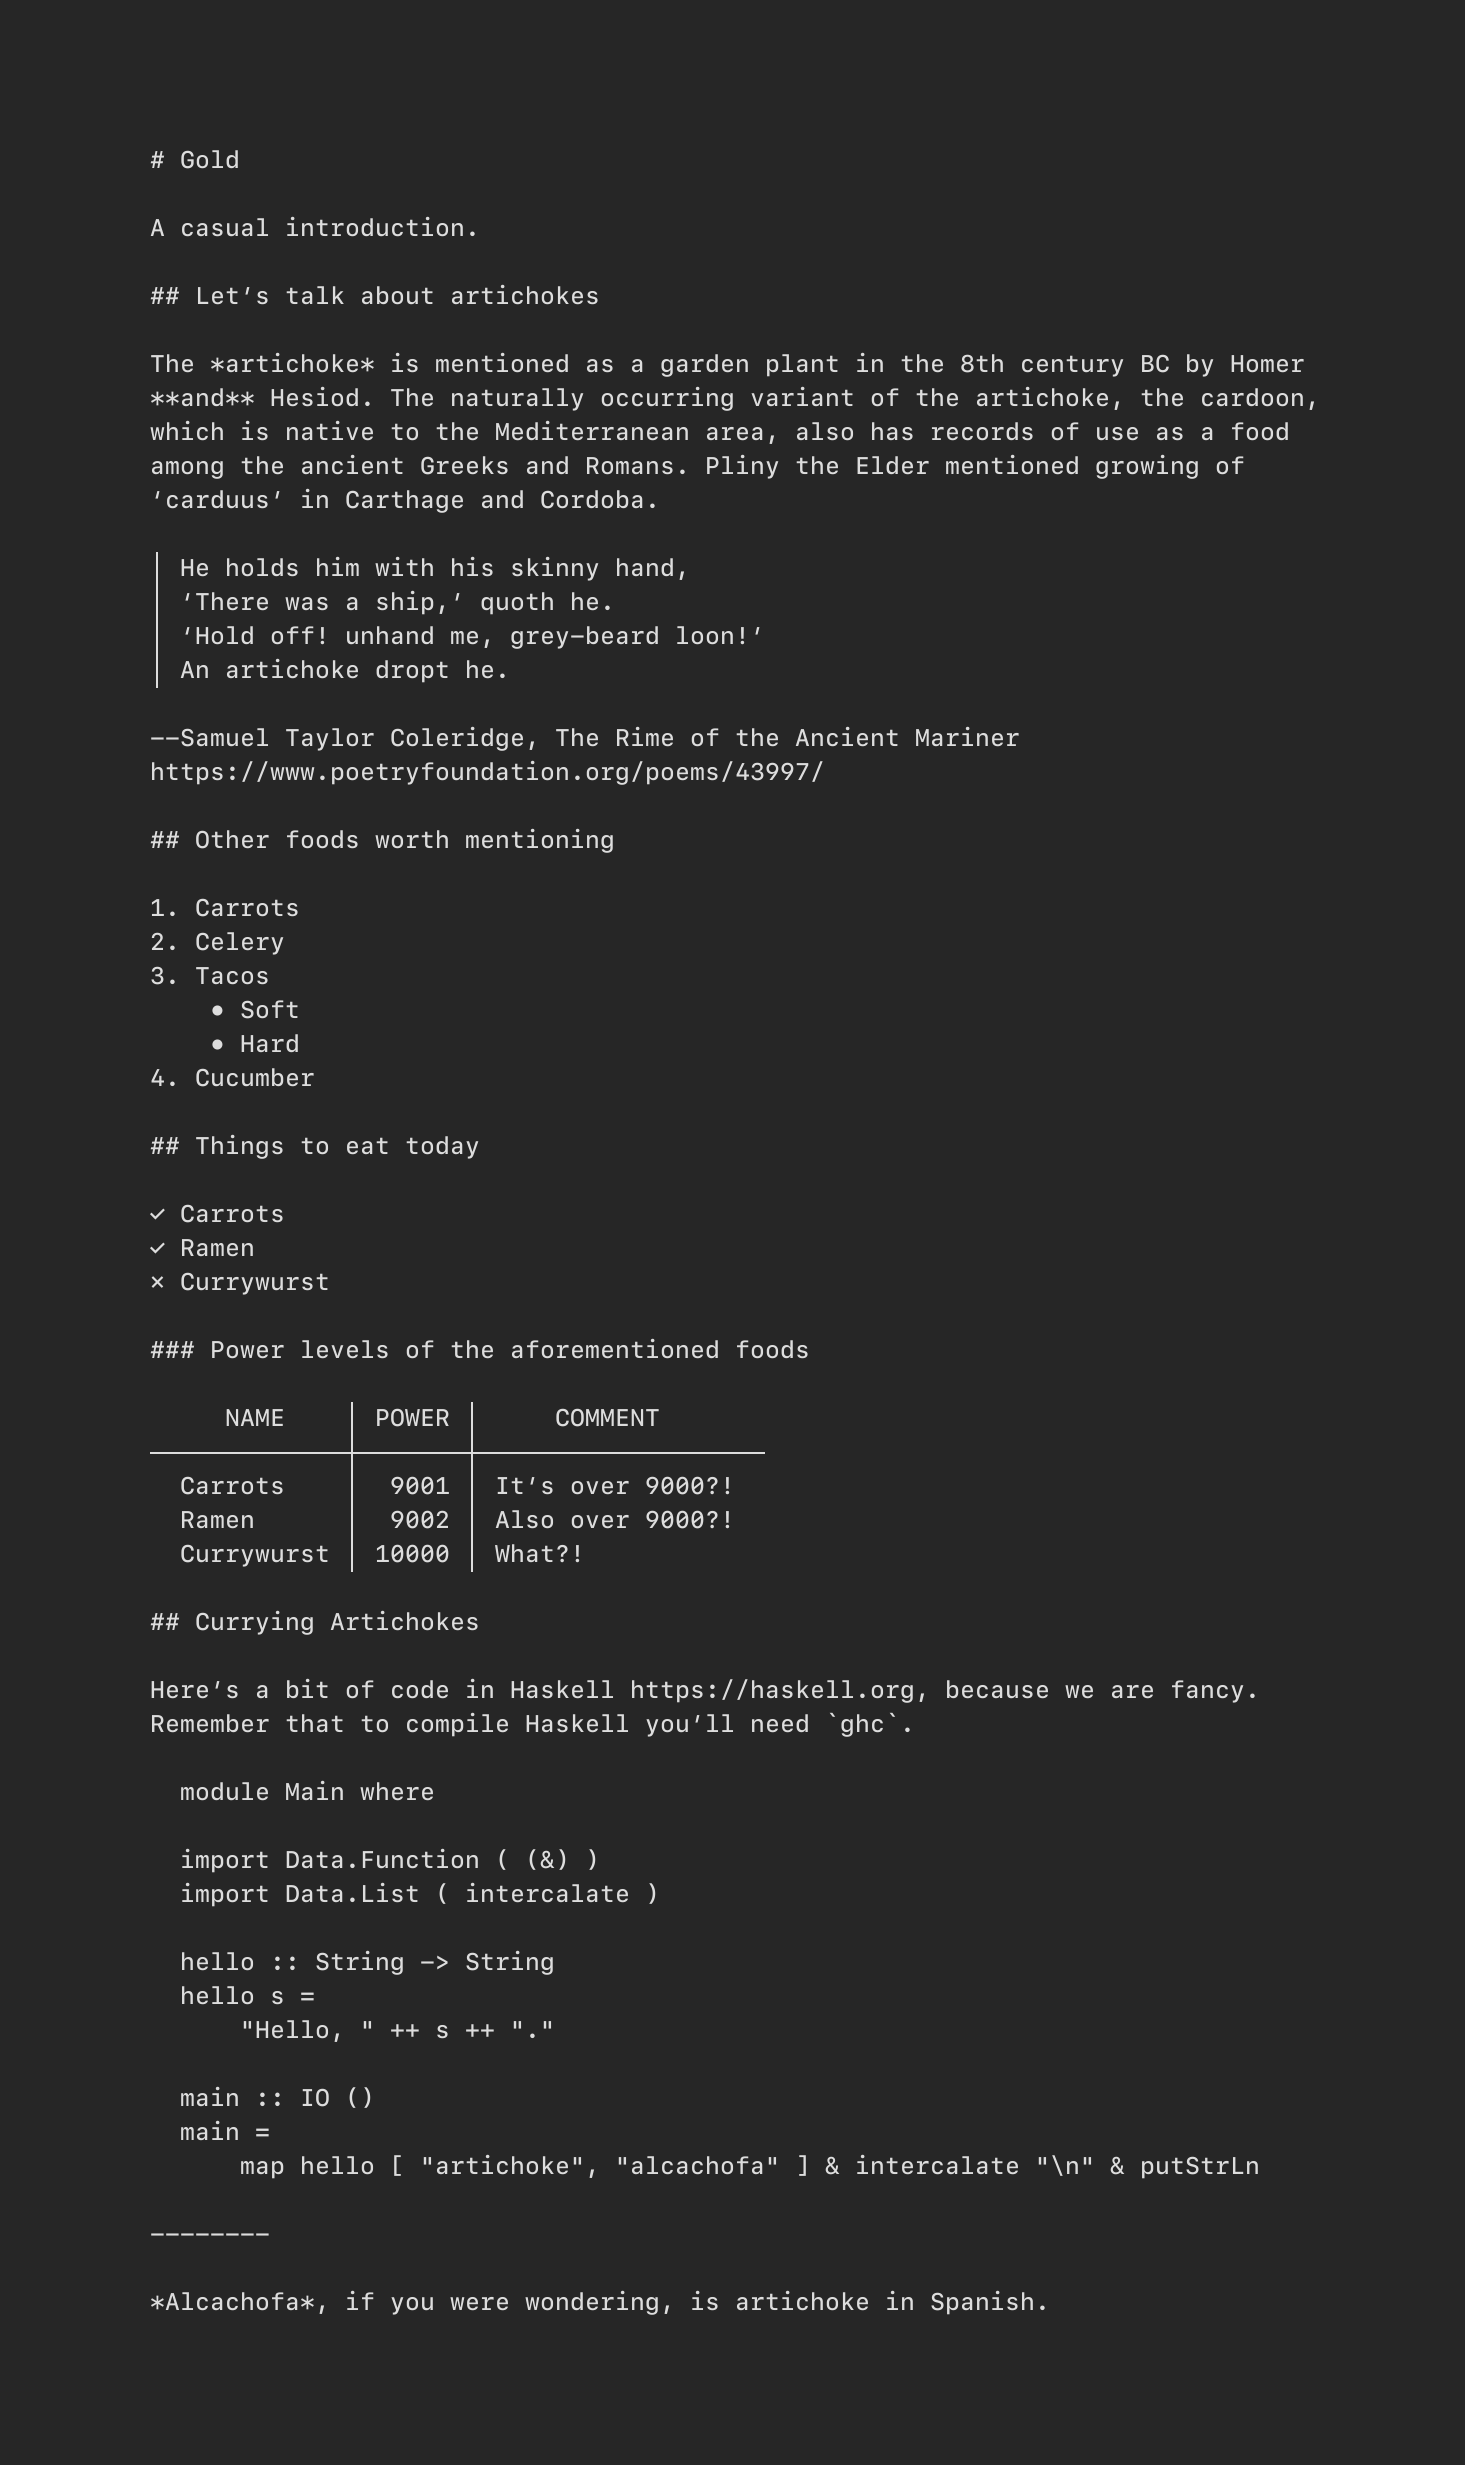 # Gold
A casual introduction.
## Let’s talk about artichokes
The *artichoke* is mentioned as a garden plant in the 8th century BC by Homer
**and** Hesiod. The naturally occurring variant of the artichoke, the cardoon,
which is native to the Mediterranean area, also has records of use as a food
among the ancient Greeks and Romans. Pliny the Elder mentioned growing of
‘carduus’ in Carthage and Cordoba.
│ He holds him with his skinny hand,
│ ‘There was a ship,’ quoth he.
│ ‘Hold off! unhand me, grey-beard loon!’
│ An artichoke dropt he.
--Samuel Taylor Coleridge, The Rime of the Ancient Mariner
https://www.poetryfoundation.org/poems/43997/
## Other foods worth mentioning
1. Carrots
2. Celery
3. Tacos
    • Soft
    • Hard
4. Cucumber
## Things to eat today
✓ Carrots
✓ Ramen
✕ Currywurst
### Power levels of the aforementioned foods
     NAME    │ POWER │     COMMENT
  Carrots    │  9001 │ It’s over 9000?!
  Ramen      │  9002 │ Also over 9000?!
  Currywurst │ 10000 │ What?!
## Currying Artichokes
Here’s a bit of code in Haskell https://haskell.org, because we are fancy.
Remember that to compile Haskell you’ll need `ghc`.
  module Main where
  import Data.Function ( (&) )
  import Data.List ( intercalate )
  hello :: String -> String
  hello s =
      "Hello, " ++ s ++ "."
  main :: IO ()
  main =
      map hello [ "artichoke", "alcachofa" ] & intercalate "\n" & putStrLn
--------
*Alcachofa*, if you were wondering, is artichoke in Spanish.